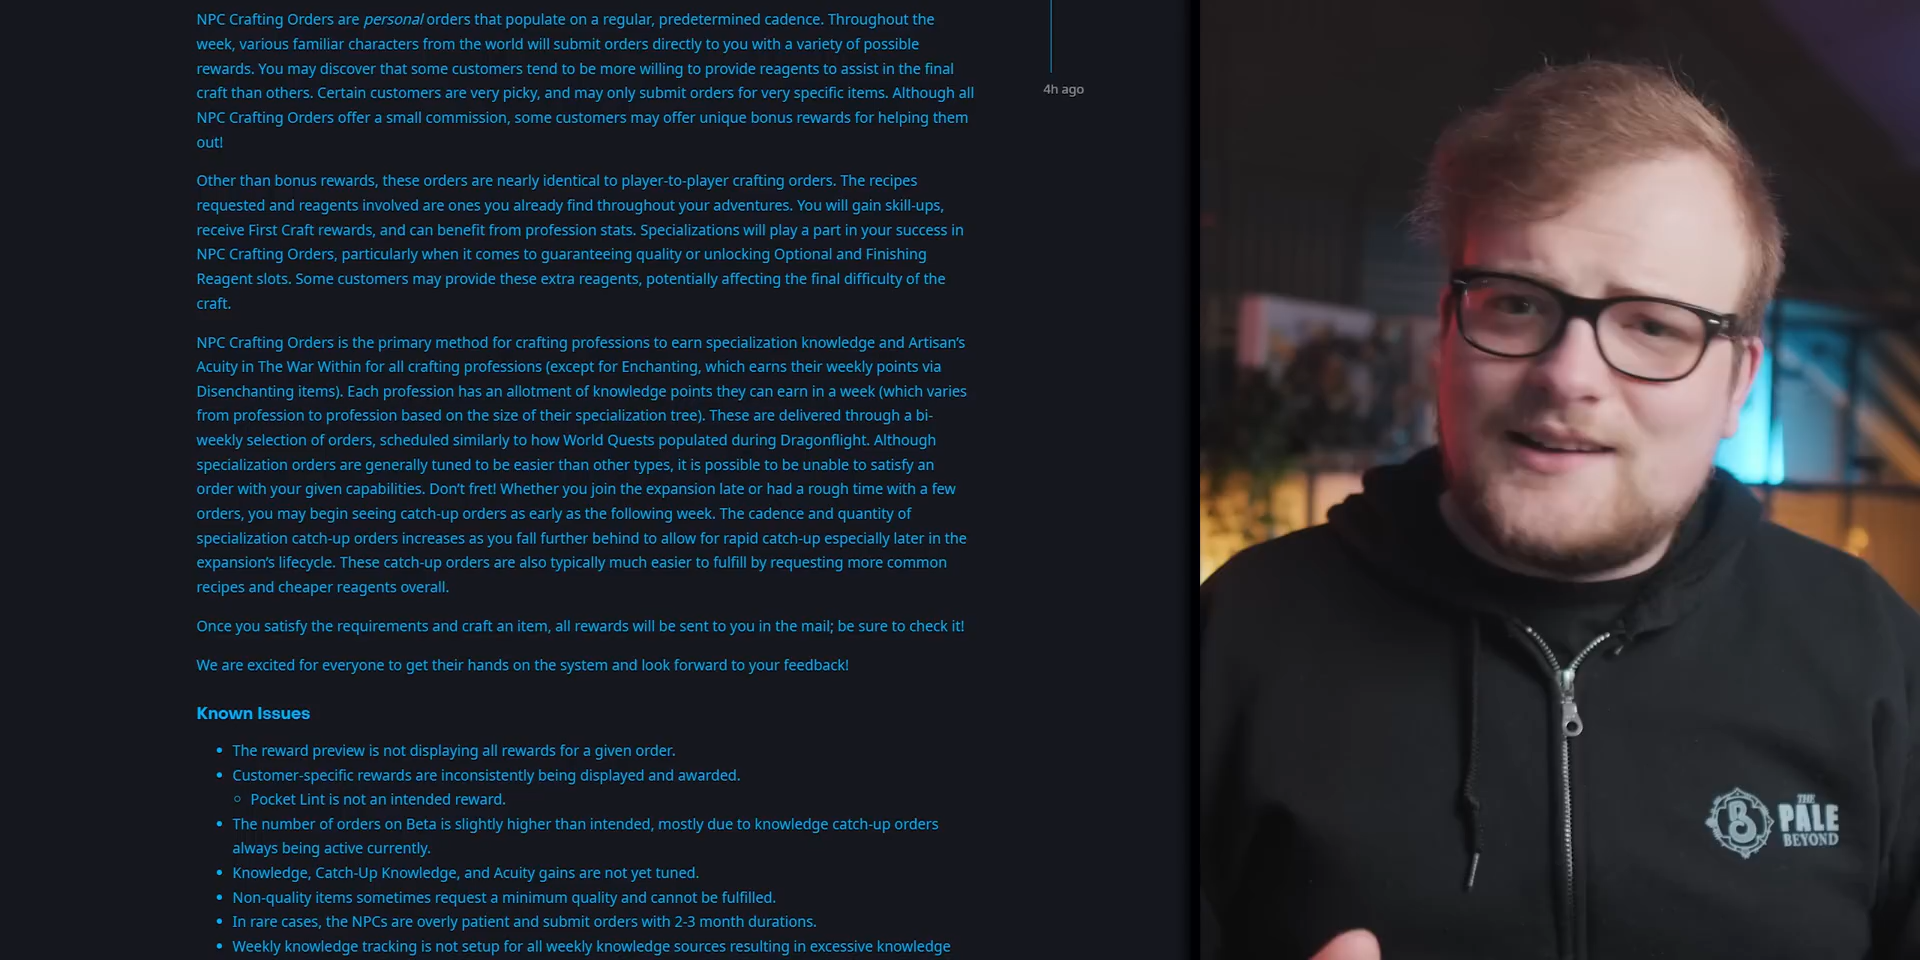 NPC Crafting Orders are personal orders that populate on a regular, predetermined cadence. Throughout the
week, various familiar characters from the world will submit orders directly to you with a variety of possible
rewards. You may discover that some customers tend to be more willing to provide reagents to assist in the final
craft than others. Certain customers are very picky, and may only submit orders for very specific items. Although all
NPC Crafting Orders offer a small commission, some customers may offer unique bonus rewards for helping them
out!
Other than bonus rewards, these orders are nearly identical to player-to-player crafting orders. The recipes
requested and reagents involved are ones you already find throughout your adventures. You will gain skill-ups,
receive First Craft rewards, and can benefit from profession stats. Specializations will play a part in your success in
NPC Crafting Orders, particularly when it comes to guaranteeing quality or unlocking Optional and Finishing
Reagent slots. Some customers may provide these extra reagents, potentially affecting the final difficulty of the
craft.
NPC Crafting Orders is the primary method for crafting professions to earn specialization knowledge and Artisan’s
Acuity in The War Within for all crafting professions (except for Enchanting, which earns their weekly points via
Disenchanting items). Each profession has an allotment of knowledge points they can earn in a week (which varies
from profession to profession based on the size of their specialization tree). These are delivered through a bi-
weekly selection of orders, scheduled similarly to how World Quests populated during Dragonflight. Although
specialization orders are generally tuned to be easier than other types, it is possible to be unable to satisfy an
order with your given capabilities. Don’t fret! Whether you join the expansion late or had a rough time with a few
orders, you may begin seeing catch-up orders as early as the following week. The cadence and quantity of
specialization catch-up orders increases as you fall further behind to allow for rapid catch-up especially later in the
expansion’s lifecycle. These catch-up orders are also typically much easier to fulfill by requesting more common
recipes and cheaper reagents overall.
Once you satisfy the requirements and craft an item, all rewards will be sent to you in the mail; be sure to check it!
We are excited for everyone to get their hands on the system and look forward to your feedback!
Known Issues
The reward preview is not displaying all rewards for a given order.
Customer-specific rewards are inconsistently being displayed and awarded.
Pocket Lint is not an intended reward.
The number of orders on Beta is slightly higher than intended, mostly due to knowledge catch-up orders
always being active currently.
Knowledge, Catch-Up Knowledge, and Acuity gains are not yet tuned.
Non-quality items sometimes request a minimum quality and cannot be fulfilled.
In rare cases, the NPCs are overly patient and submit orders with 2-3 month durations.
Weekly knowledge tracking is not setup for all weekly knowledge sources resulting in excessive knowledge
4h ago
THE
PALE
BEYOND